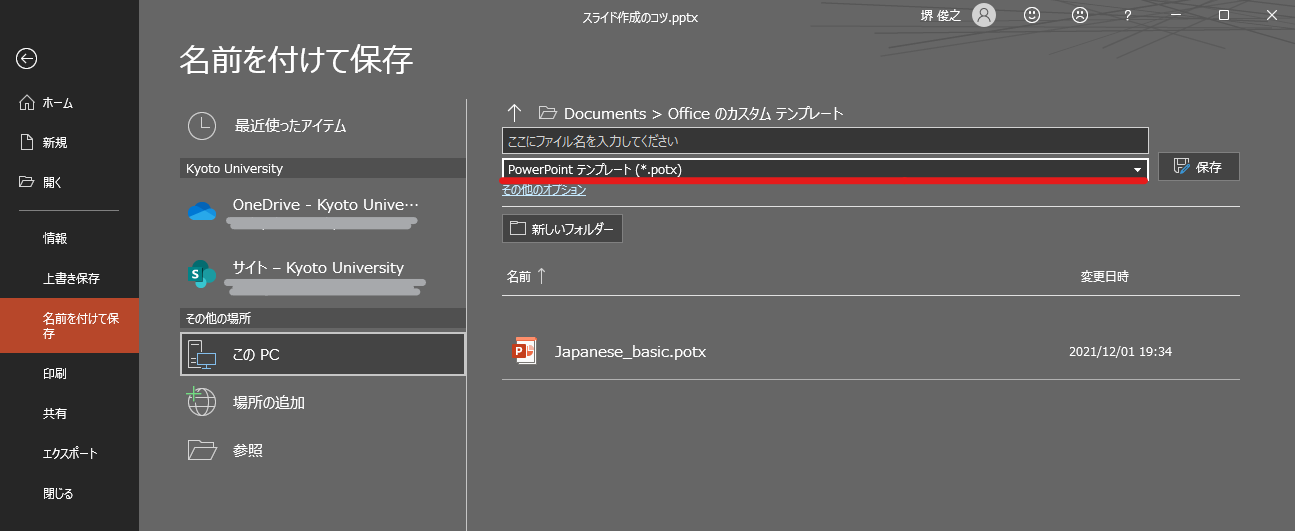 スライド作成のコツ.pptx
堺 俊之
?
名前を付けて保存
ホーム
新規
開く
情報
上書き保存
名前を付けて保
存
印刷
共有
エクスポート
閉じる
最近使ったアイテム
Kyoto University
OneDrive - Kyoto Unive…
S
サイト – Kyoto University
その他の場所
この PC
場所の追加
参照
Documents > Office のカスタム テンプレート
ここにファイル名を入力してください
PowerPoint テンプレート (*.potx)
保存
その他のオプション
新しいフォルダー
名前 ↑
変更日時
P
Japanese_basic.potx
2021/12/01 19:34